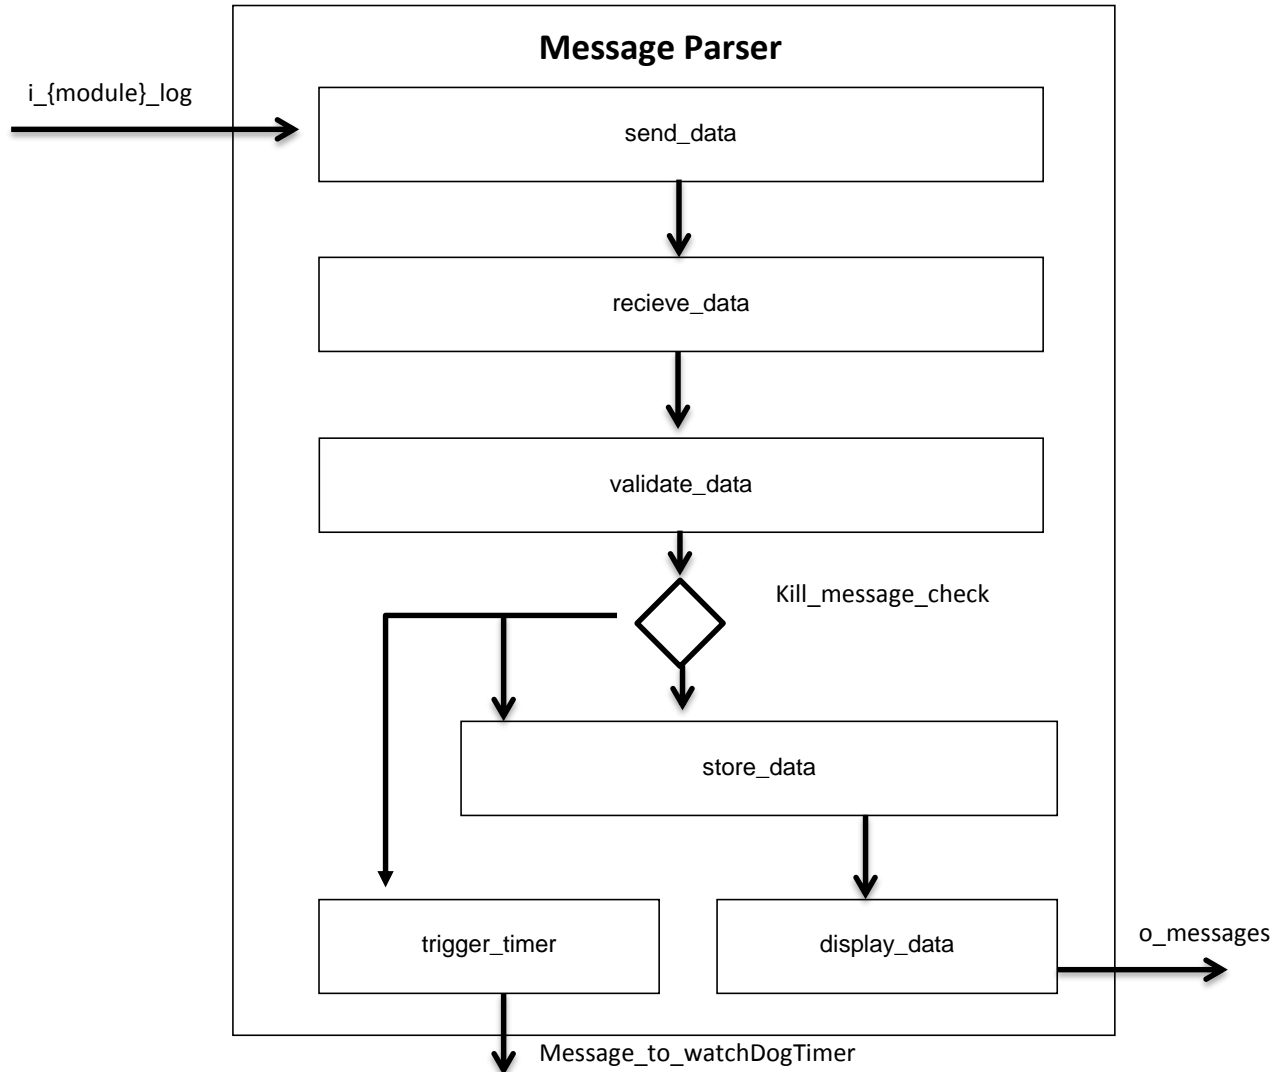 Message Parser
i_{module}_log
send_data
recieve_data
validate_data
Kill_message_check
store_data
trigger_timer
display_data
o_messages
Message_to_watchDogTimer